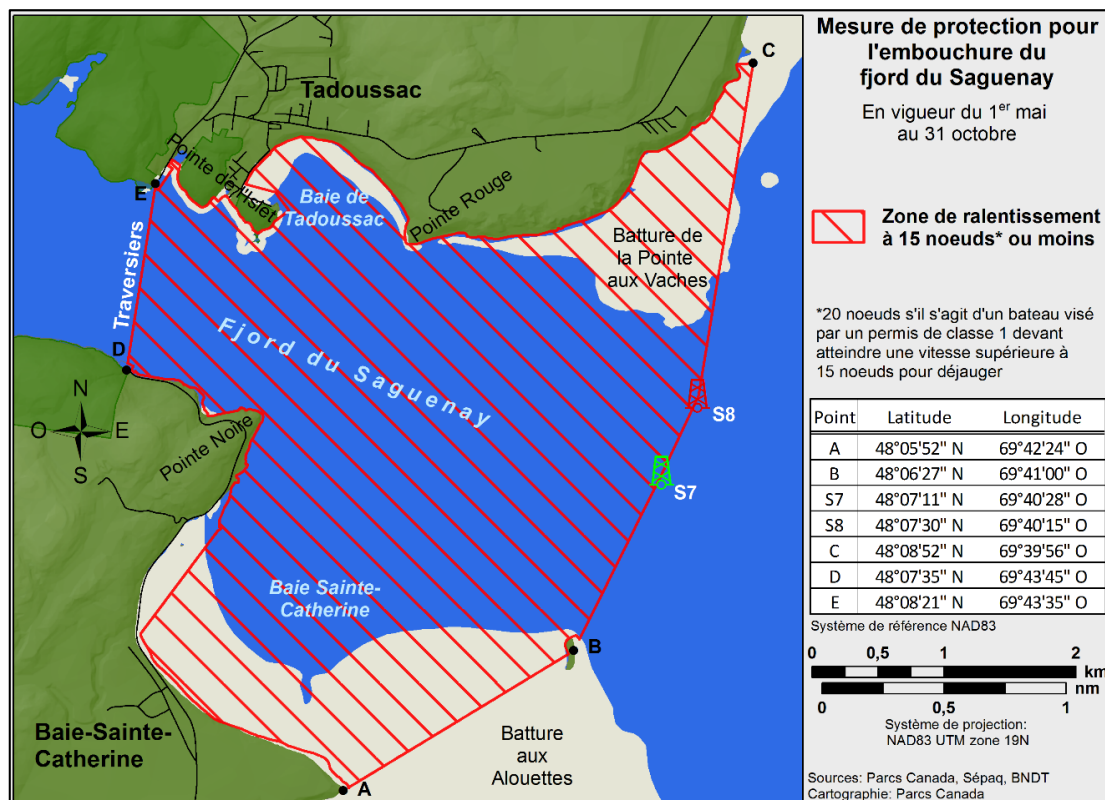 Mesure de protection pour
l'embouchure du
fjord du Saguenay
En vigueur du 1er mai
au 31 octobre
Zone de ralentissement
à 15 noeuds* ou moins
*20 noeuds s'il s'agit d'un bateau visé
par un permis de classe 1 devant
atteindre une vitesse supérieure à
15 noeuds pour déjauger
Point Latitude Longitude
A 48°05'52" N 69°42'24" O
B 48°06'27" N 69°41'00" O
S7 48°07'11" N 69°40'28" O
S8 48°07'30" N 69°40'15" O
C 48°08'52" N 69°39'56" O
D 48°07'35" N 69°43'45" O
E 48°08'21" N 69°43'35" O
Système de référence NAD83
0 0,5 1 2
km
nm
0 0,5 1
Système de projection:
NAD83 UTM zone 19N
Sources: Parcs Canada, Sépaq, BNDT
Cartographie: Parcs Canada
C
Tadoussac
Pointe de l'Islet
E
Baie de
Tadoussac
Pointe Rouge
Batture de
la Pointe
aux Vaches
Traversiers
Fjord du Saguenay
D
N
O E
S
Pointe Noire
S8
S7
Baie Sainte-
Catherine
B
Baie-Sainte-
Catherine
Batture
aux
Alouettes
A